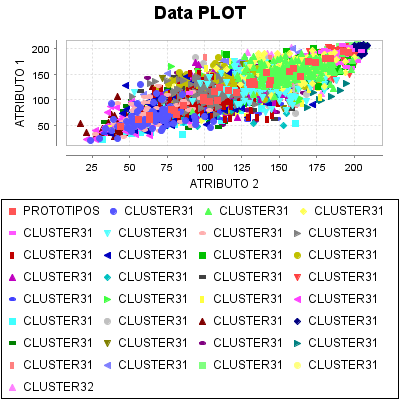 Data PLOT
ATRIBUTO 1
200
150
100
50
25 50 75 100 125 150 175 200
ATRIBUTO 2
PROTOTIPOS CLUSTER31 CLUSTER31 CLUSTER31
CLUSTER31 CLUSTER31 CLUSTER31 CLUSTER31
CLUSTER31 CLUSTER31 CLUSTER31 CLUSTER31
CLUSTER31 CLUSTER31 CLUSTER31 CLUSTER31
CLUSTER31 CLUSTER31 CLUSTER31 CLUSTER31
CLUSTER31 CLUSTER31 CLUSTER31 CLUSTER31
CLUSTER31 CLUSTER31 CLUSTER31 CLUSTER31
CLUSTER31 CLUSTER31 CLUSTER31 CLUSTER31
CLUSTER32